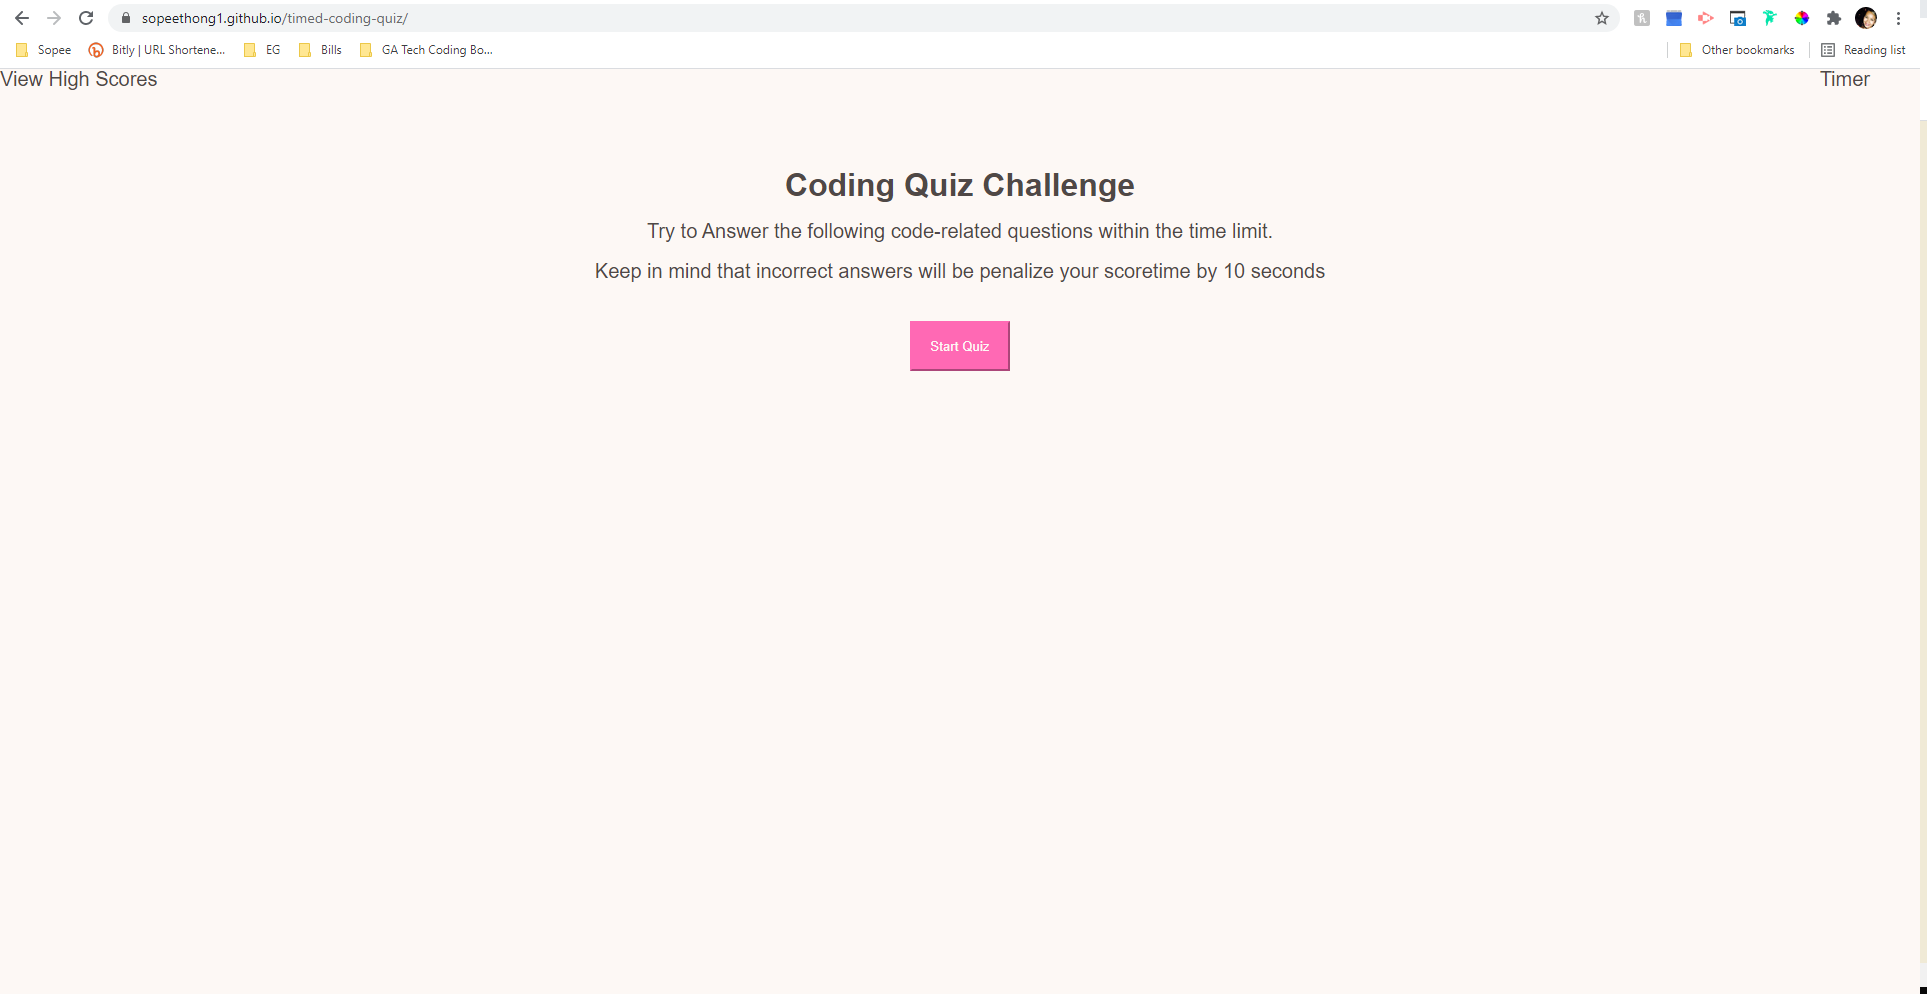 sopeethong1.github.io/timed-coding-quiz/
Sopee Bitly | URL Shortene... EG Bills GA Tech Coding Bo... Other bookmarks Reading list
View High Scores Timer
Coding Quiz Challenge
Try to Answer the following code-related questions within the time limit.
Keep in mind that incorrect answers will be penalize your scoretime by 10 seconds
Start Quiz